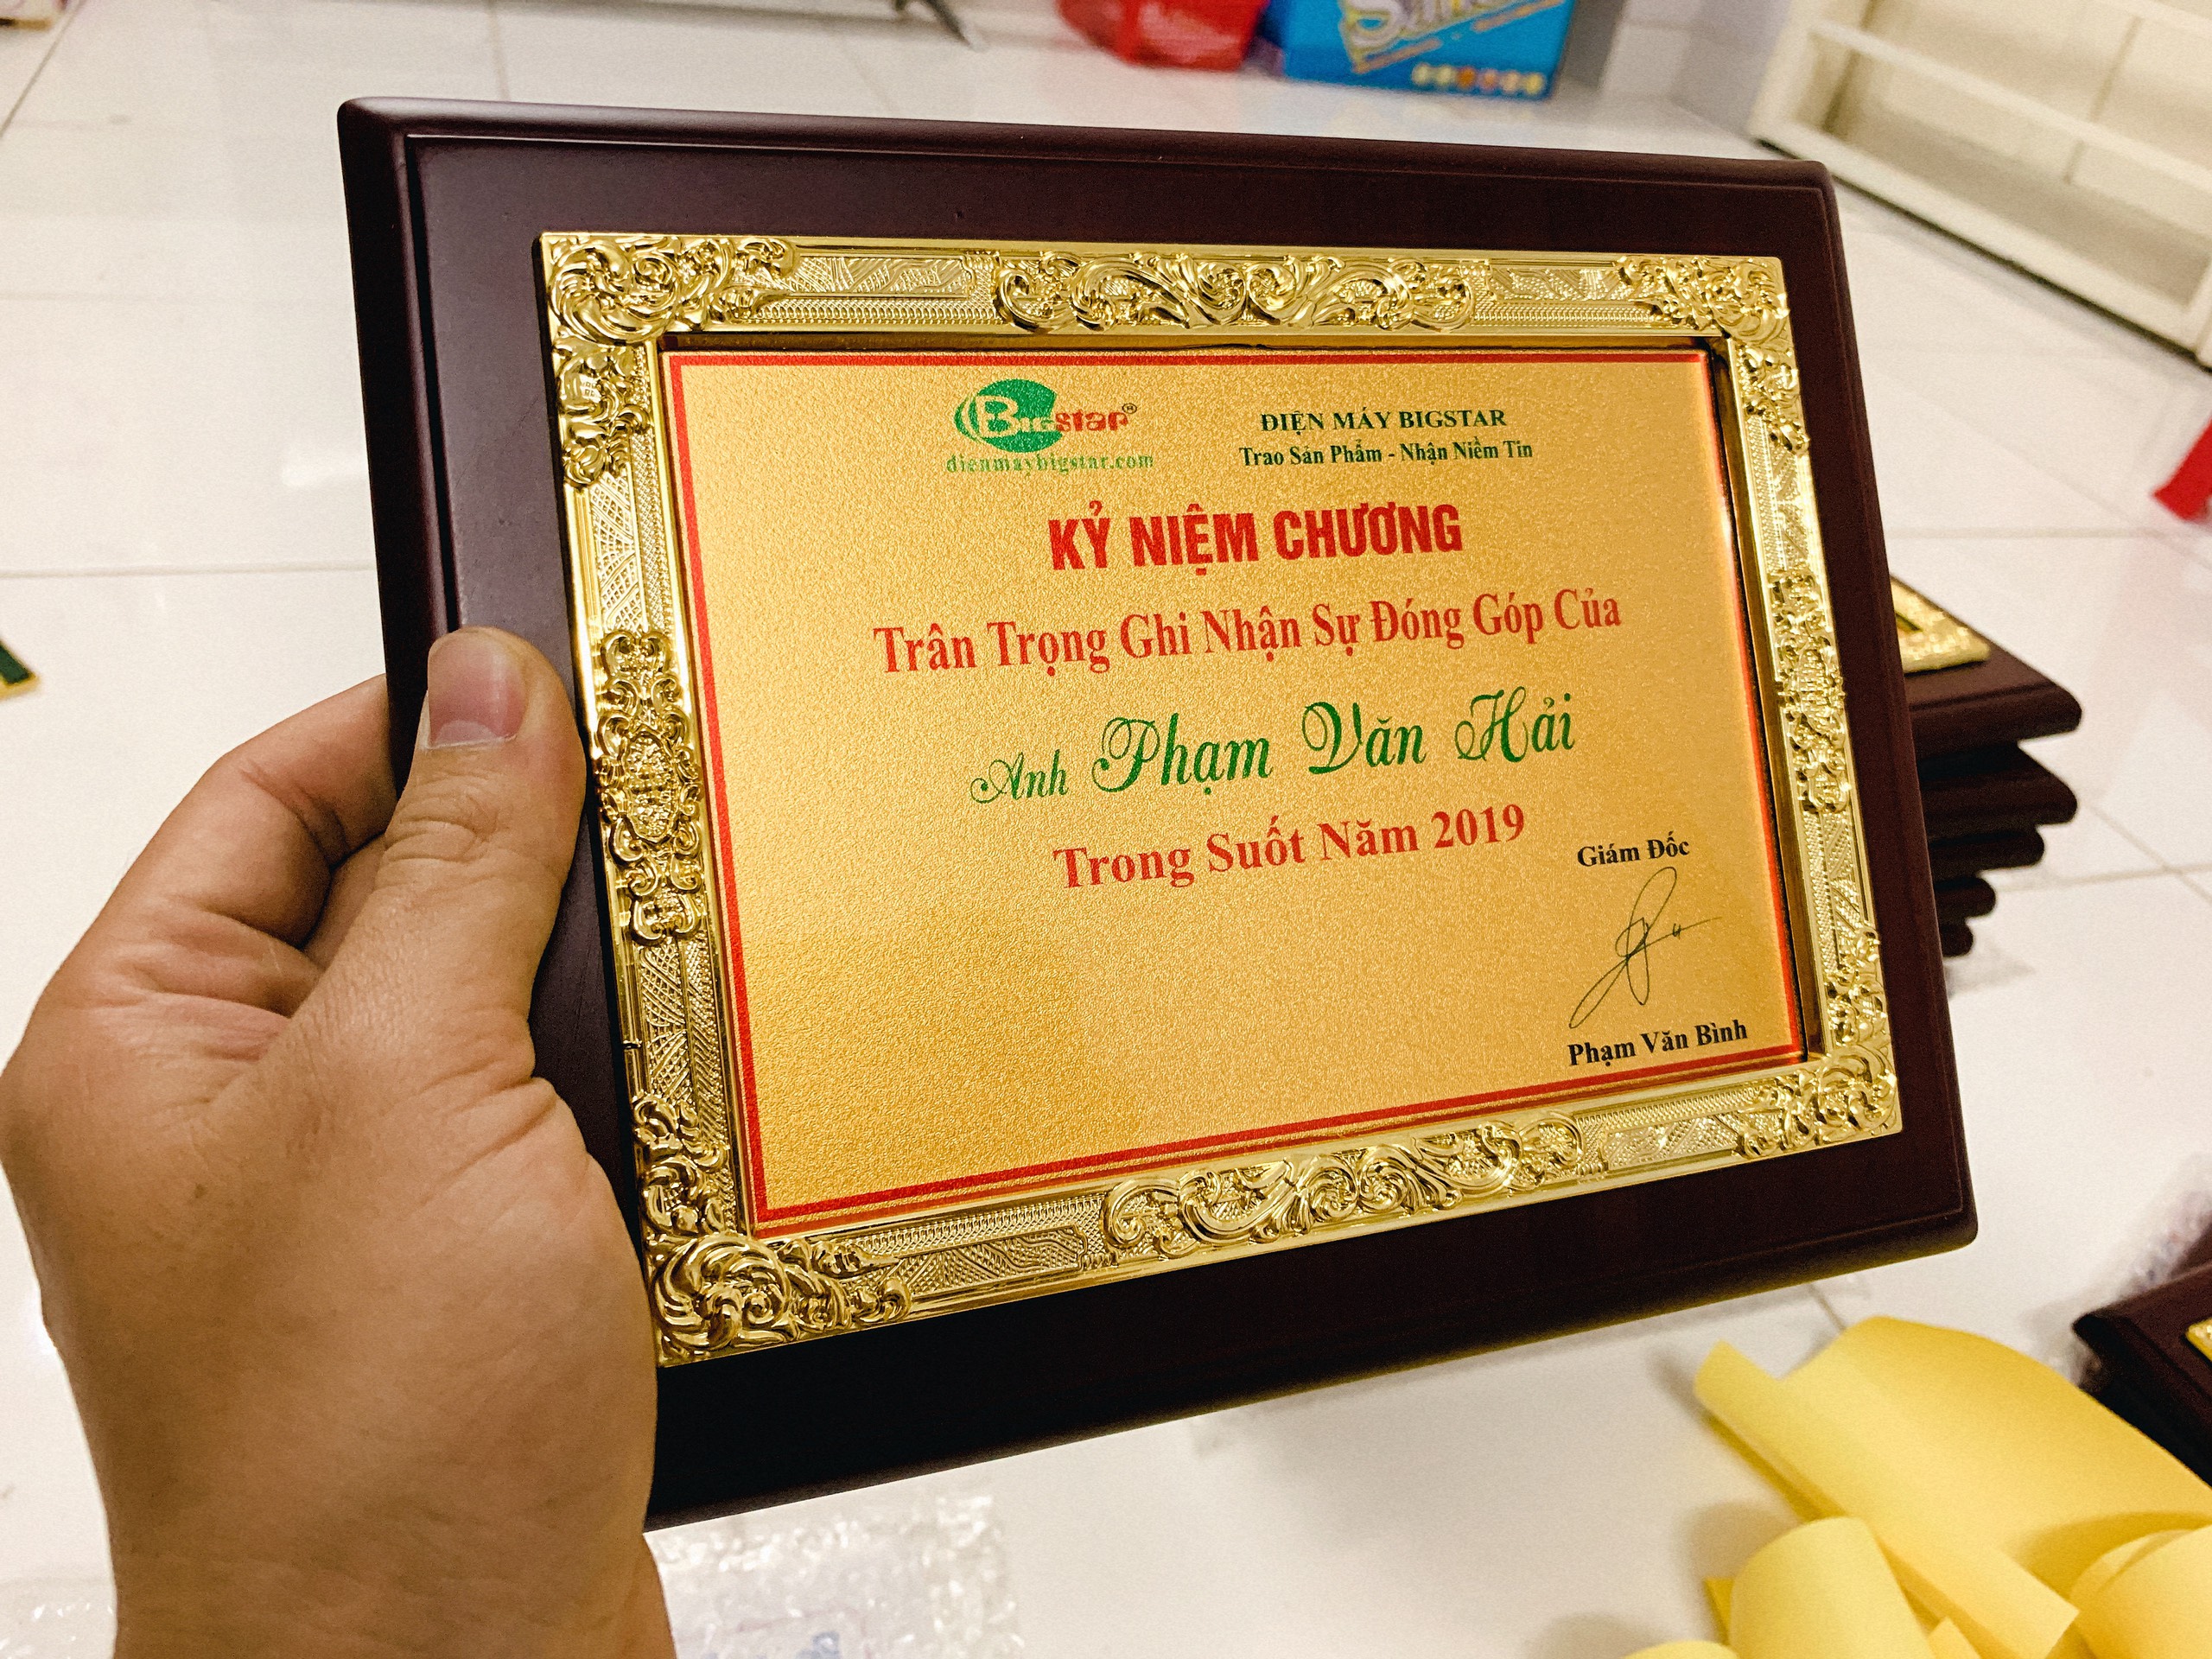 BigStar®
dienmaybigstar.com
ĐIỆN MÁY BIGSTAR
Trao Sản Phẩm - Nhận Niềm Tin
KỶ NIỆM CHƯƠNG
Trân Trọng Ghi Nhận Sự Đóng Góp Của
Anh Phạm Văn Hải
Trong Suốt Năm 2019
Giám Đốc
Phạm Văn Bình